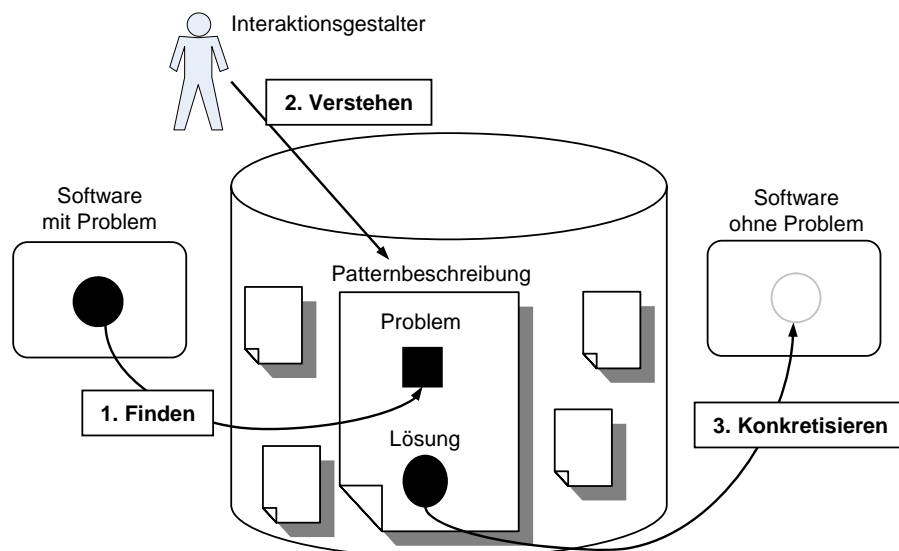 Interaktionsgestalter
2. Verstehen
Software
mit Problem
Software
ohne Problem
Patternbeschreibung
Problem
1. Finden
Lösung
3. Konkretisieren